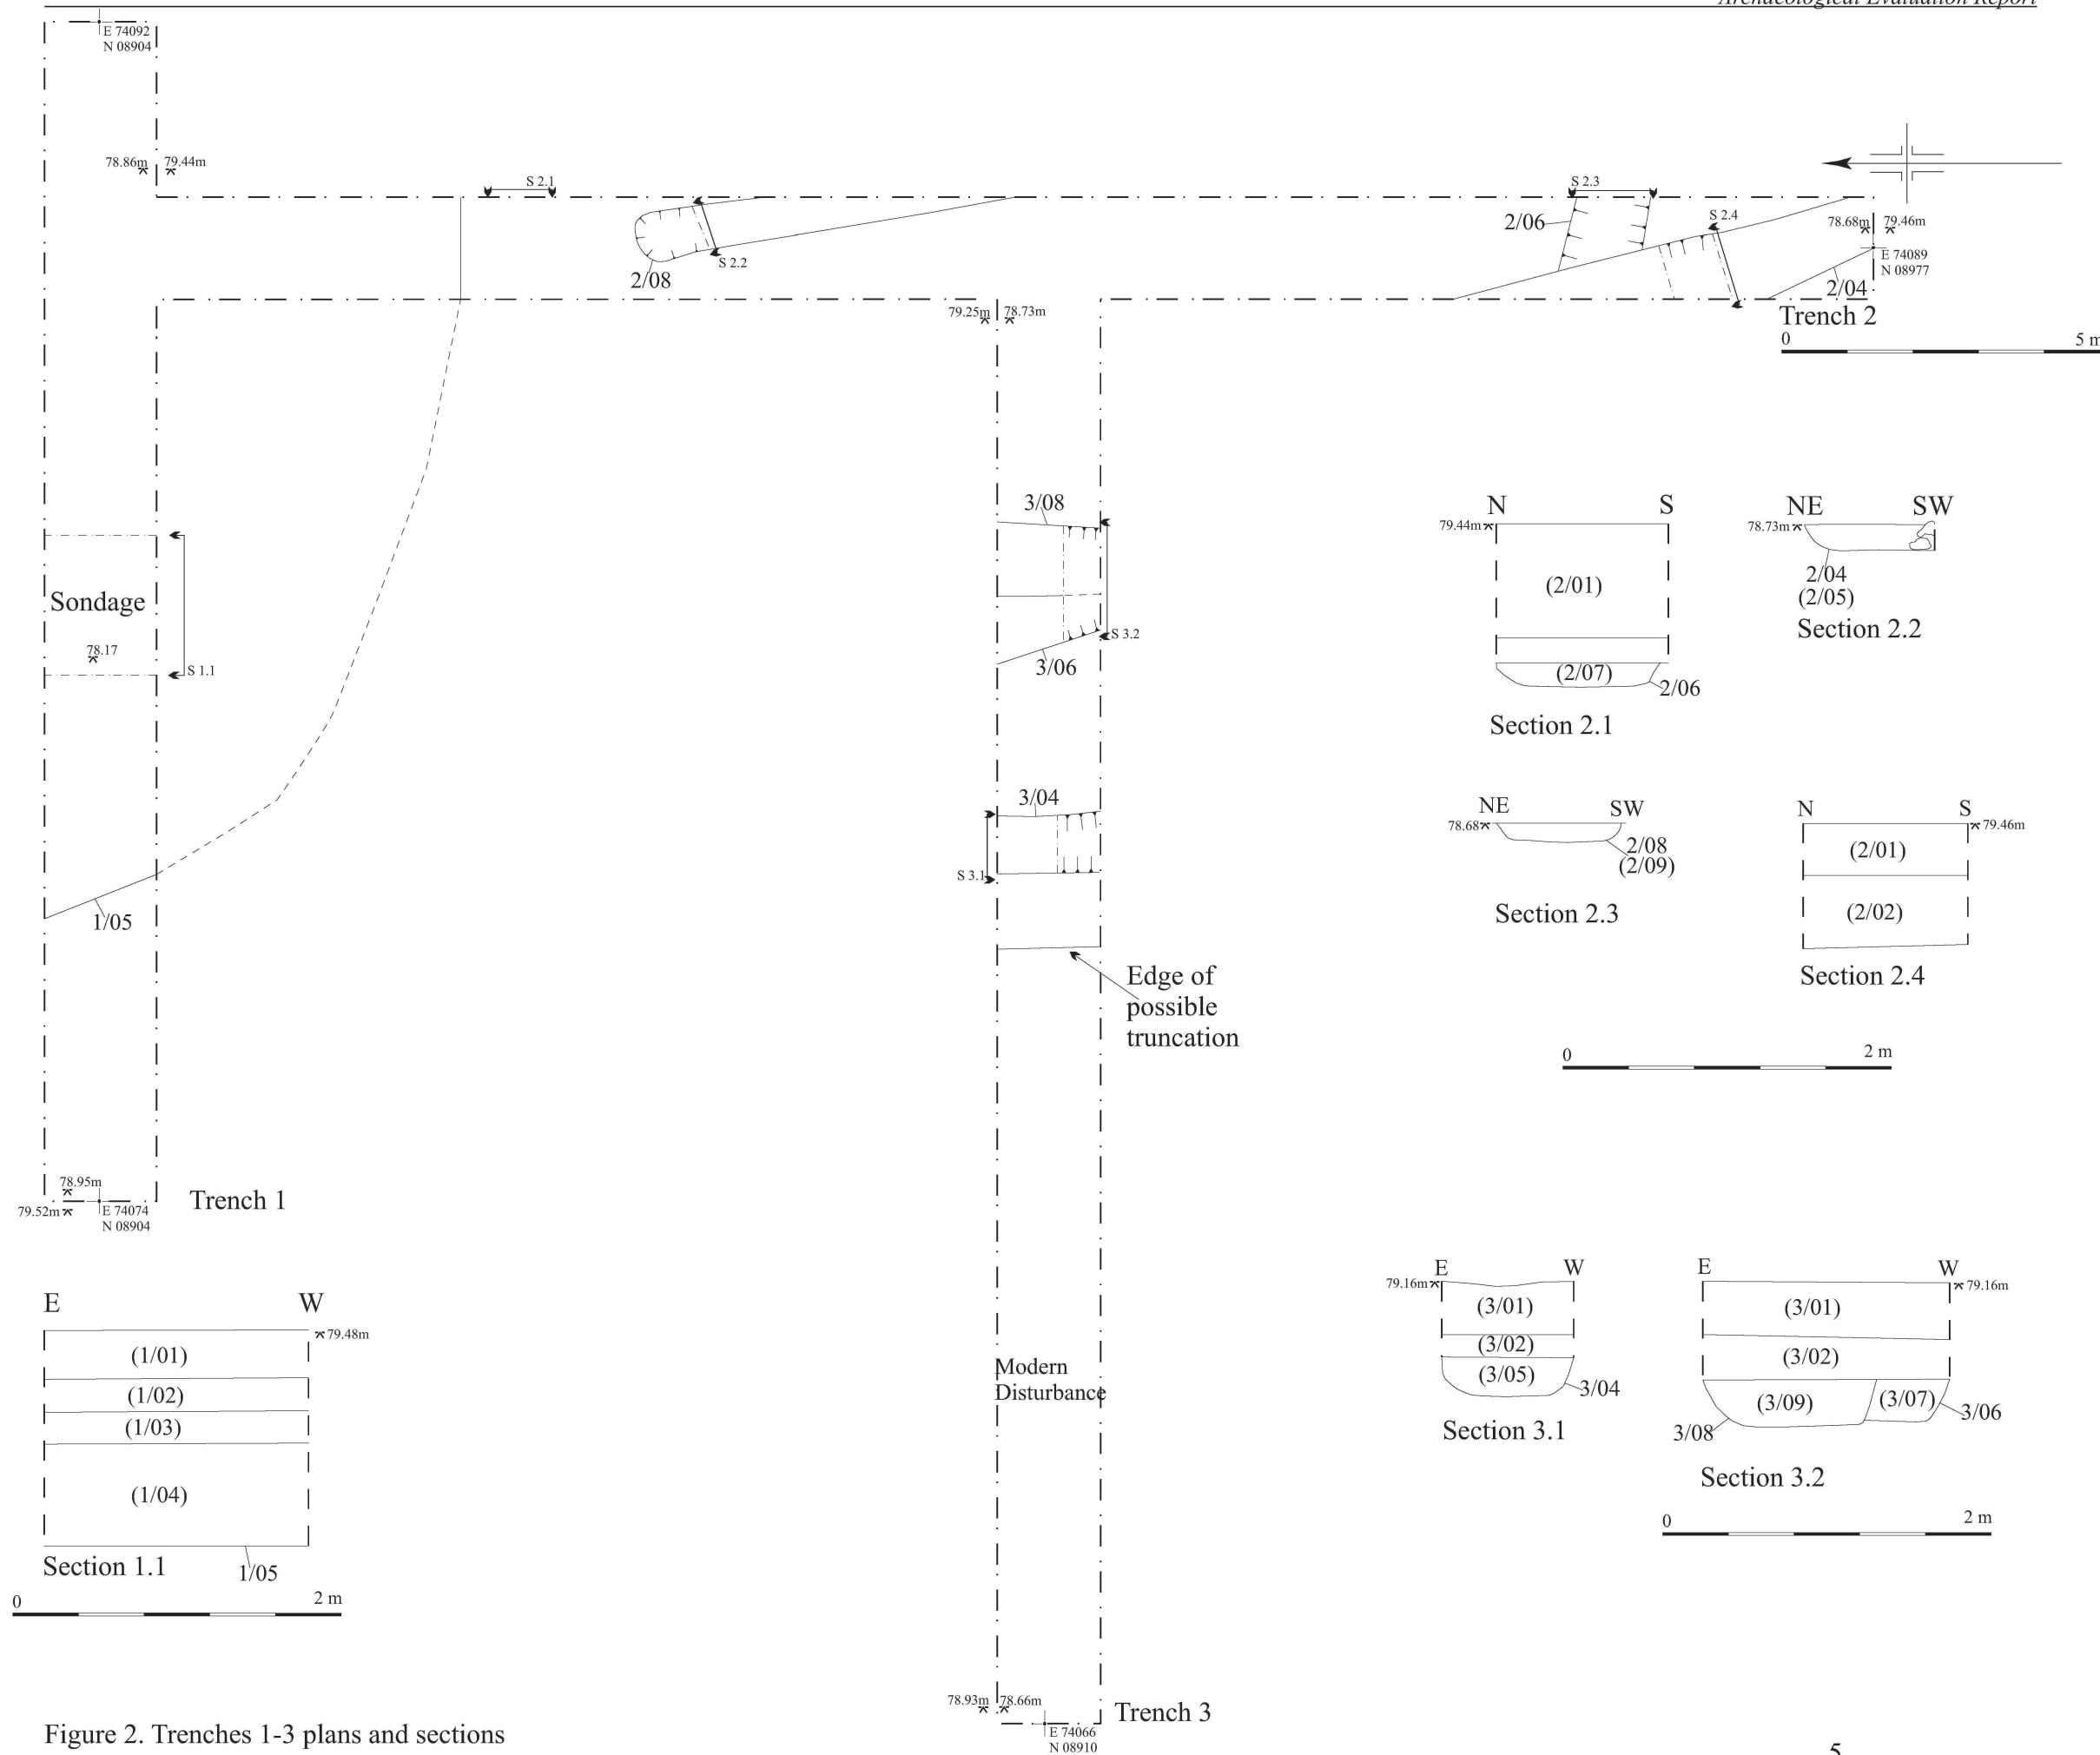 Archaeological Evaluation Report
E 74092
N 08904
78.86m
79.44m
S 2.1
S 2.2
2/08
S 2.3
2/06
S 2.4
78.68m
79.46m
E 74089
N 08977
2/04
Trench 2
0
5 m
79.25m
78.73m
Sondage
78.17
S 1.1
1/05
3/08
S 3.2
3/06
3/04
S 3.1
Edge of
possible
truncation
N
S
79.44m
(2/01)
(2/07)
2/06
Section 2.1
NE
SW
78.73m
2/04
(2/05)
Section 2.2
NE
SW
78.68
2/08
(2/09)
Section 2.3
N
S
79.46m
(2/01)
(2/02)
Section 2.4
0
2 m
78.95m
79.52m
E 74074
N 08904
Trench 1
E
W
79.48m
(1/01)
(1/02)
(1/03)
(1/04)
Section 1.1
1/05
0
2 m
Modern
Disturbance
E
W
79.16m
(3/01)
(3/02)
(3/05)
3/04
Section 3.1
E
W
79.16m
(3/01)
(3/02)
(3/09)
(3/07)
3/06
3/08
Section 3.2
0
2 m
78.93m
78.66m
E 74066
N 08910
Trench 3
Figure 2. Trenches 1-3 plans and sections
5